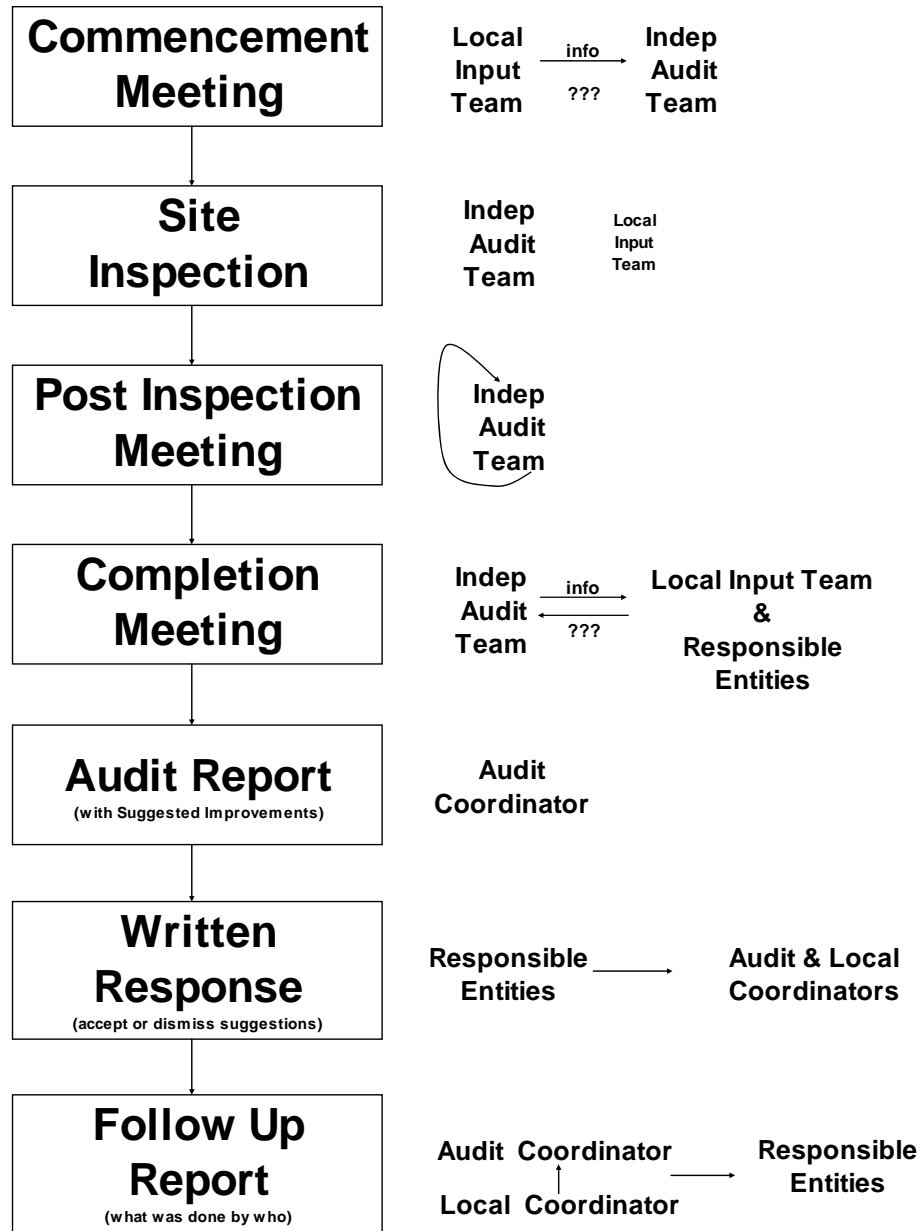 Commencement
Meeting
Local
Input
Team
info
???
Indep
Audit
Team
Site
Inspection
Indep
Audit
Team
Local
Input
Team
Post Inspection
Meeting
Indep
Audit
Team
Completion
Meeting
Indep
Audit
Team
info
???
Local Input Team
&
Responsible
Entities
Audit Report
(with Suggested Improvements)
Audit
Coordinator
Written
Response
(accept or dismiss suggestions)
Responsible
Entities
Audit & Local
Coordinators
Follow Up
Report
(what was done by who)
Audit Coordinator
Local Coordinator
Responsible
Entities